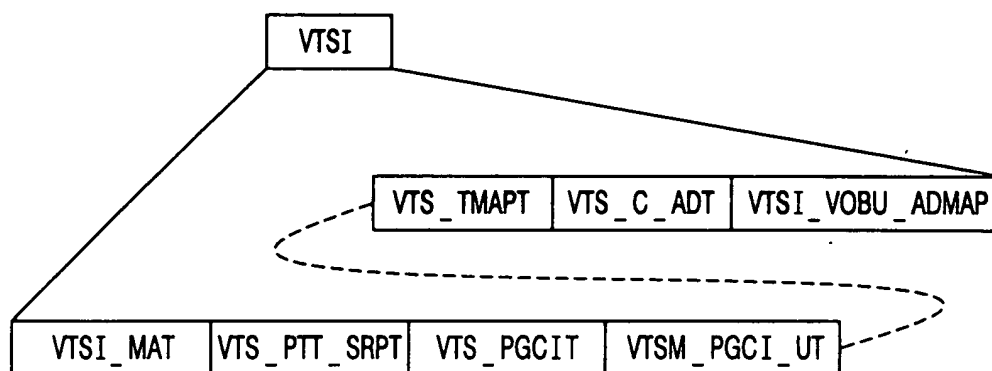 VTSI
VTS_TMAPT VTS_C_ADT VTSI_VOBU_ADMAP
VTSI_MAT VTS_PTT_SRPT VTS_PGCIT VTSM_PGCI_UT